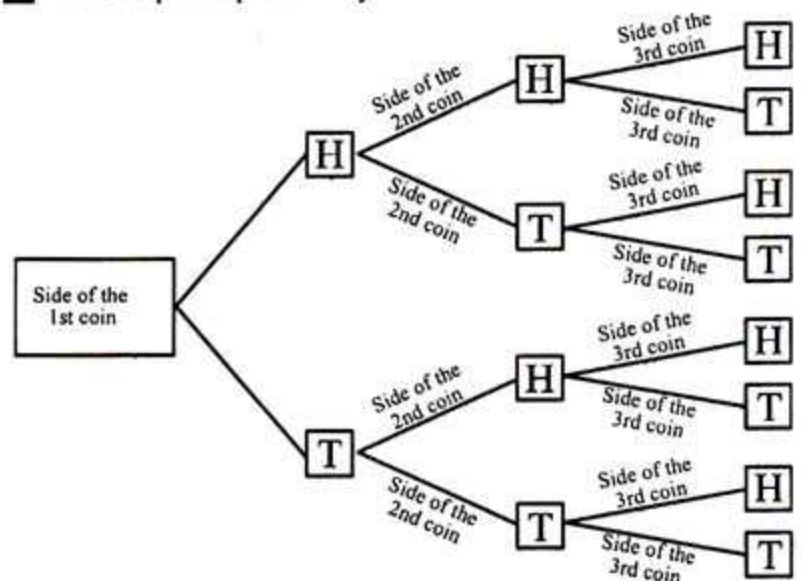 Side of the
1st coin
H
Side of the
2nd coin
H
Side of the
3rd coin
H
Side of the
3rd coin
T
Side of the
2nd coin
T
Side of the
3rd coin
H
Side of the
3rd coin
T
T
Side of the
2nd coin
H
Side of the
3rd coin
H
Side of the
3rd coin
T
Side of the
2nd coin
T
Side of the
3rd coin
H
Side of the
3rd coin
T